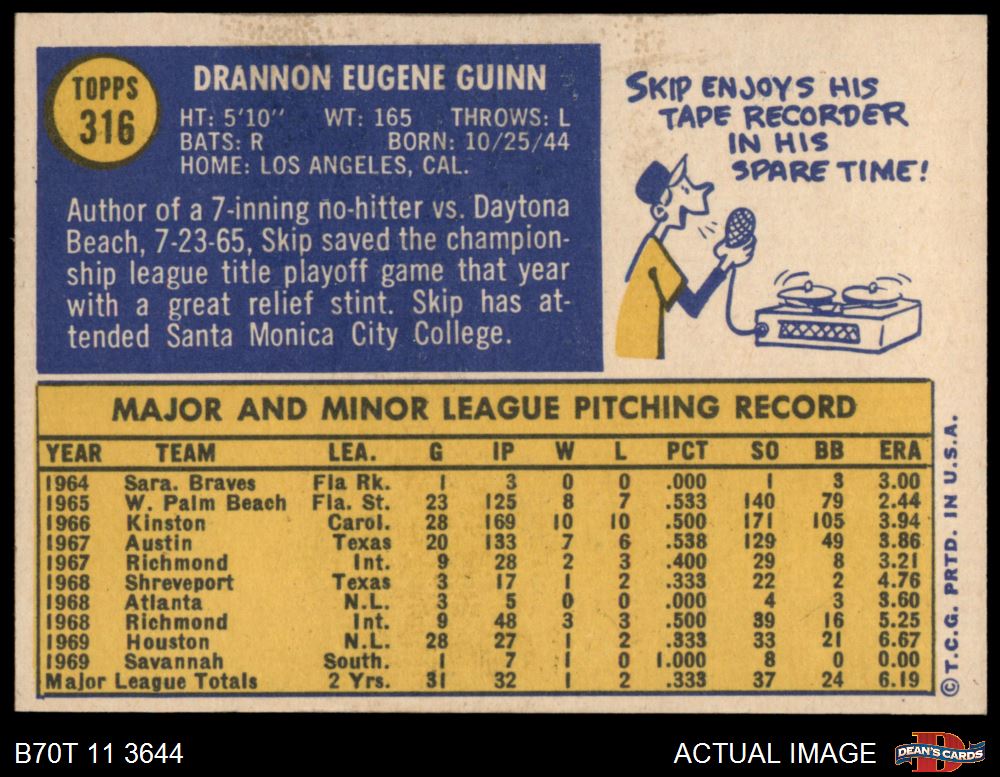 TOPPS
316
DRANNON EUGENE GUINN
HT: 5'10" WT: 165 THROWS: L
BATS: R BORN: 10/25/44
HOME: LOS ANGELES, CAL.
Author of a 7-inning no-hitter vs. Daytona
Beach, 7-23-65, Skip saved the champion-
ship league title playoff game that year
with a great relief stint. Skip has at-
tended Santa Monica City College.
SKIP ENJOYS HIS
TAPE RECORDER
IN HIS
SPARE TIME!
MAJOR AND MINOR LEAGUE PITCHING RECORD
YEAR TEAM LEA. G IP W L PCT SO BB ERA
1964 Sara. Braves Fla Rk. 1 3 0 0 .000 1 3 3.00
1965 W. Palm Beach Fla. St. 23 125 8 7 .533 140 79 2.44
1966 Kinston Carol. 28 169 10 10 .500 171 105 3.94
1967 Austin Texas 20 133 7 6 .538 129 49 3.86
1967 Richmond Int. 9 28 2 3 .400 29 8 3.21
1968 Shreveport Texas 3 17 1 2 .333 22 2 4.76
1968 Atlanta N.L. 3 5 0 0 .000 4 3 3.60
1968 Richmond Int. 9 48 3 3 .500 39 16 5.25
1969 Houston N.L. 28 27 1 2 .333 33 21 6.67
1969 Savannah South. 1 7 1 0 1.000 8 0 0.00
Major League Totals 2 Yrs. 31 32 1 2 .333 37 24 6.19
© T.C.G. PRTD. IN U.S.A.
B70T 11 3644
ACTUAL IMAGE
DEAN'S CARDS